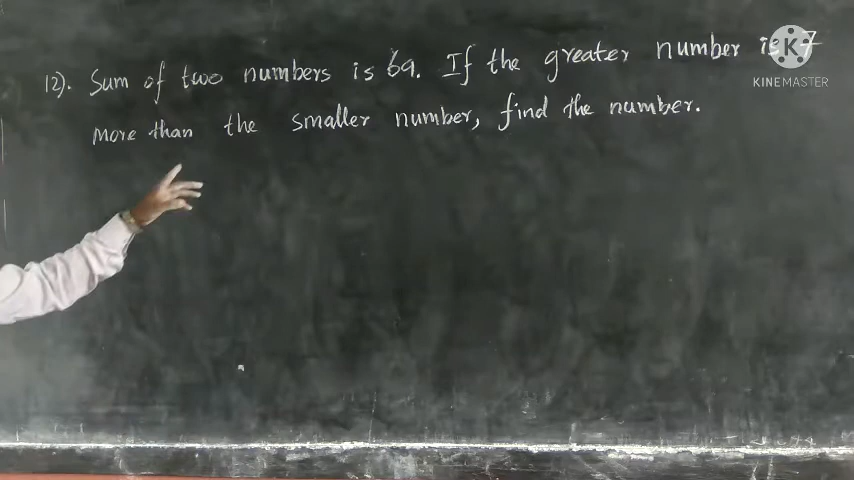 12). Sum of two numbers is 69. If the greater number is 7
more than the smaller number, find the number.
K
KINEMASTER